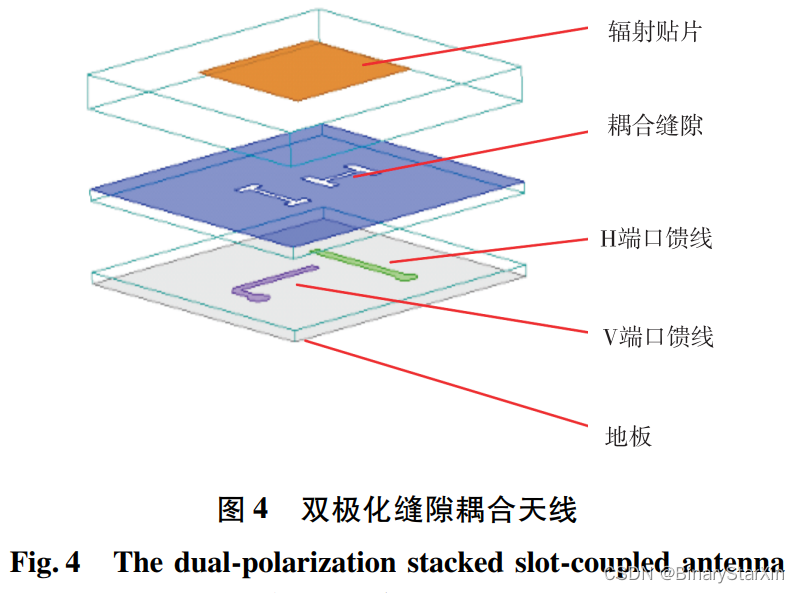 辐射贴片
耦合缝隙
H端口馈线
V端口馈线
地板
图 4 双极化缝隙耦合天线
Fig. 4 The dual-polarization stacked slot-coupled antenna
CSDN @BinaryStarXin